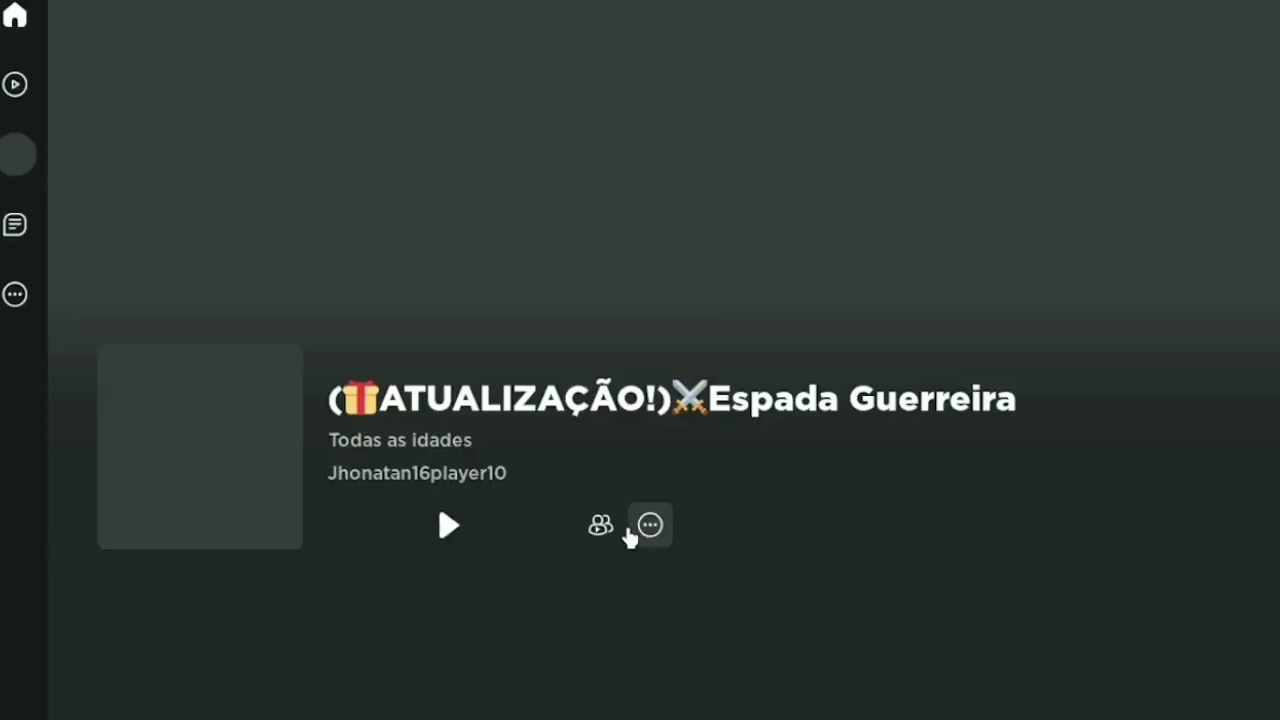 (🎁ATUALIZAÇÃO!)⚔️Espada Guerreira
Todas as idades
Jhonatan16player10